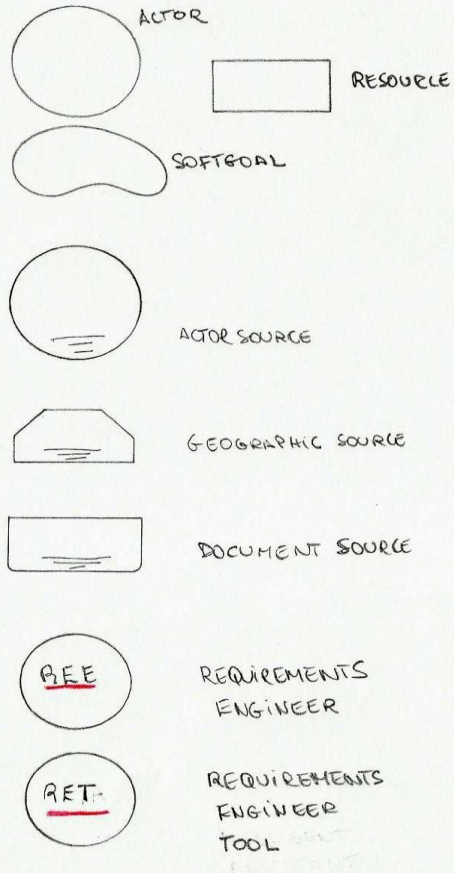 ACTOR
RESOURCE
SOFTGOAL
ACTOR SOURCE
GEOGRAPHIC SOURCE
DOCUMENT SOURCE
REE
REQUIREMENTS
ENGINEER
RET
REQUIREMENTS
ENGINEER
TOOL